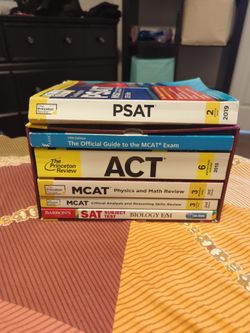 PSAT
2
2019
The Official Guide to the MCAT® Exam
The
Princeton
Review
ACT
6
2015
MCAT Physics and Math Review
3
MCAT Critical Analysis and Reasoning Skills Review
3
BARRON'S SAT SUBJECT TEST BIOLOGY E/M